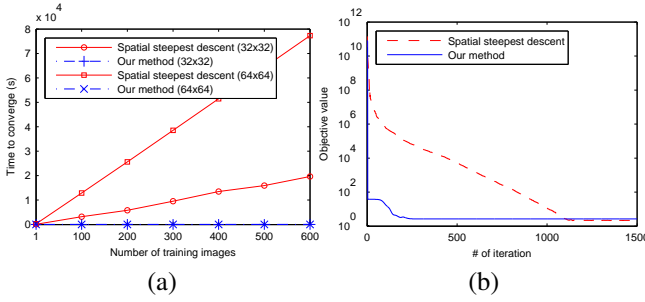 x 10^4
8
7
6
5
4
3
2
1
0
Time to converge (s)
Spatial steepest descent (32x32)
Our method (32x32)
Spatial steepest descent (64x64)
Our method (64x64)
1 100 200 300 400 500 600
Number of training images
(a)
10^12
10^10
10^8
10^6
10^4
10^2
10^0
Objective value
Spatial steepest descent
Our method
0 500 1000 1500
# of iteration
(b)